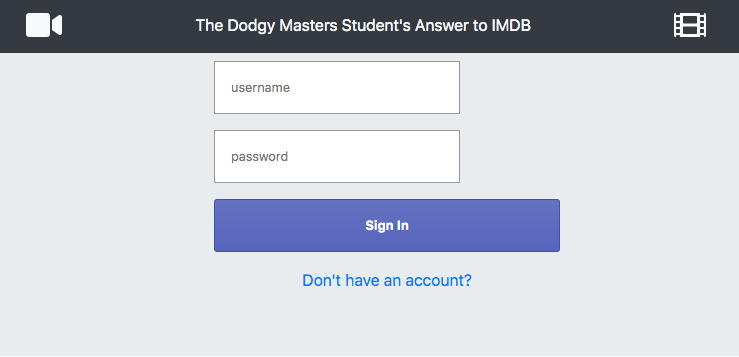 The Dodgy Masters Student's Answer to IMDB
username
password
Sign In
Don't have an account?